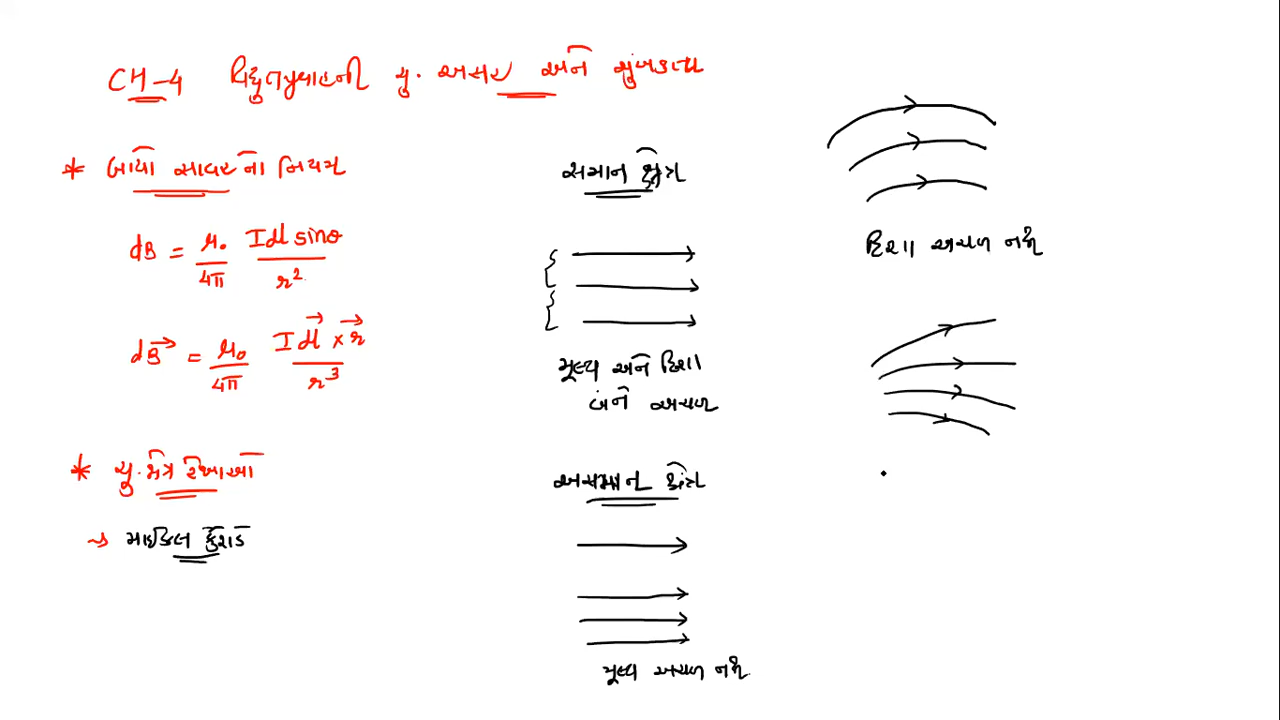 CH-4 વિદ્યુતપ્રવાહની ચુ. અસર અને ચુંબકત્વ
* બાયો સાવરનો નિયમ
dB = μ₀/4π Idl sinθ/r²
dB⃗ = μ₀/4π Idl⃗ × r⃗/r³
* ચુ. ક્ષેત્ર રેખાઓ
→ માઈકલ ફેરાડે
સમાન ક્ષેત્ર
મૂલ્ય અને દિશા
બંને અચળ
અસમાન ક્ષેત્ર
મૂલ્ય અચળ નહી.
દિશા અચળ નહી